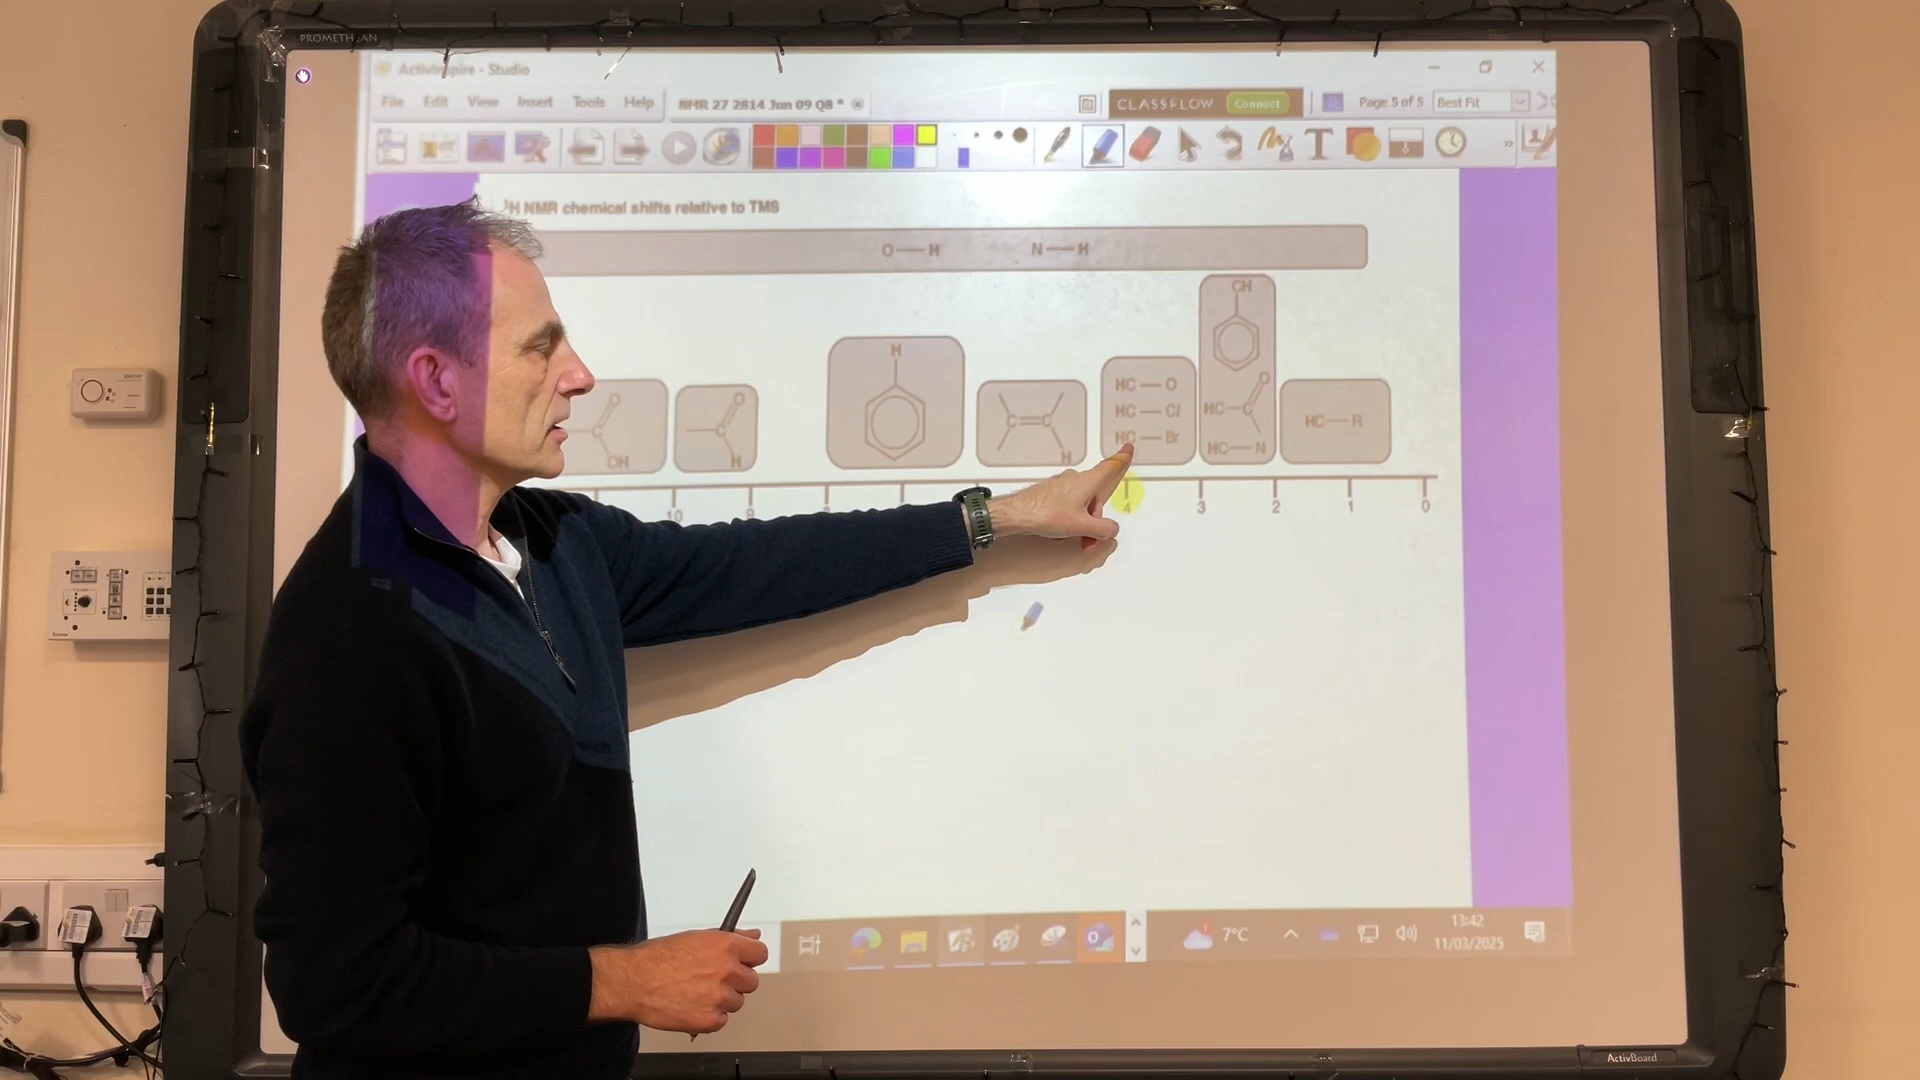 PROMETHEAN
ActivInspire - Studio
File Edit View Insert Tools Help
NMR 27 2814 Jun 09 Q8 *
CLASSFLOW Connect
Page 5 of 5 Best Fit
T
¹H NMR chemical shifts relative to TMS
O — H N — H
CH
H
HC — O
HC — Cl
HC — Br
O
C
OH
O
C
H
C C
H
O
HC — C
HC — N
HC — R
10 9 8 4 3 2 1 0
7°C
13:42
11/03/2025
ActivBoard